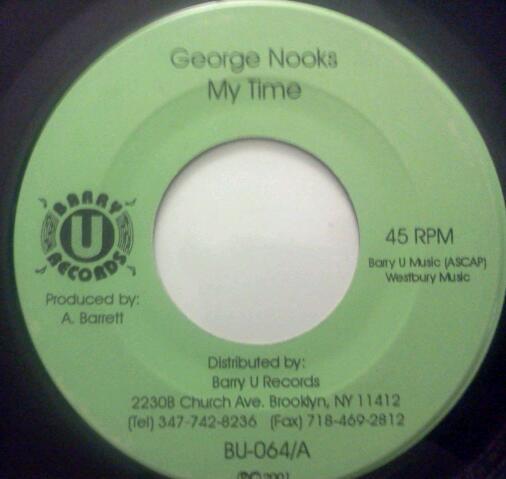 George Nooks
My Time
BARRY
U
RECORDS
Produced by:
A. Barrett
45 RPM
Barry U Music (ASCAP)
Westbury Music
Distributed by:
Barry U Records
2230B Church Ave. Brooklyn, NY 11412
(Tel) 347-742-8236 (Fax) 718-469-2812
BU-064/A